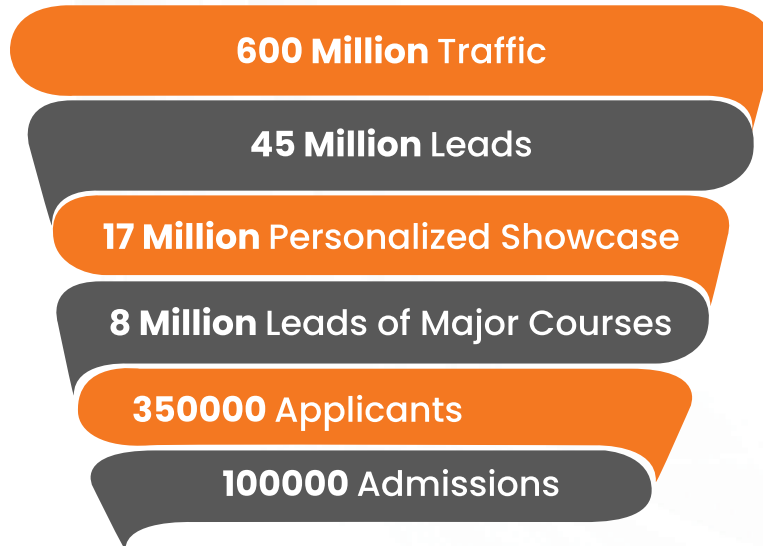 600 Million Traffic
45 Million Leads
17 Million Personalized Showcase
8 Million Leads of Major Courses
350000 Applicants
100000 Admissions